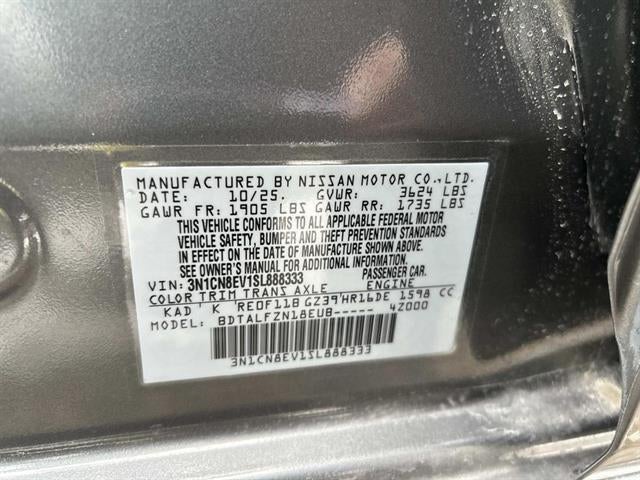 MANUFACTURED BY NISSAN MOTOR CO.,LTD.
DATE: 10/25. GVWR: 3624 LBS
GAWR FR: 1905 LBS GAWR RR: 1735 LBS
THIS VEHICLE CONFORMS TO ALL APPLICABLE FEDERAL MOTOR
VEHICLE SAFETY, BUMPER AND THEFT PREVENTION STANDARDS
IN EFFECT ON THE DATE OF MANUFACTURE SHOWN ABOVE.
SEE OWNER'S MANUAL FOR ADDITIONAL INFORMATION
VIN: 3N1CN8EV1SL888333 PASSENGER CAR.
COLOR TRIM TRANS AXLE ENGINE
KAD K RE0F11B GZ39 HR16DE 1598 CC
BDTALFZN18EUB----- 4Z000
3N1CN8EV1SL888333